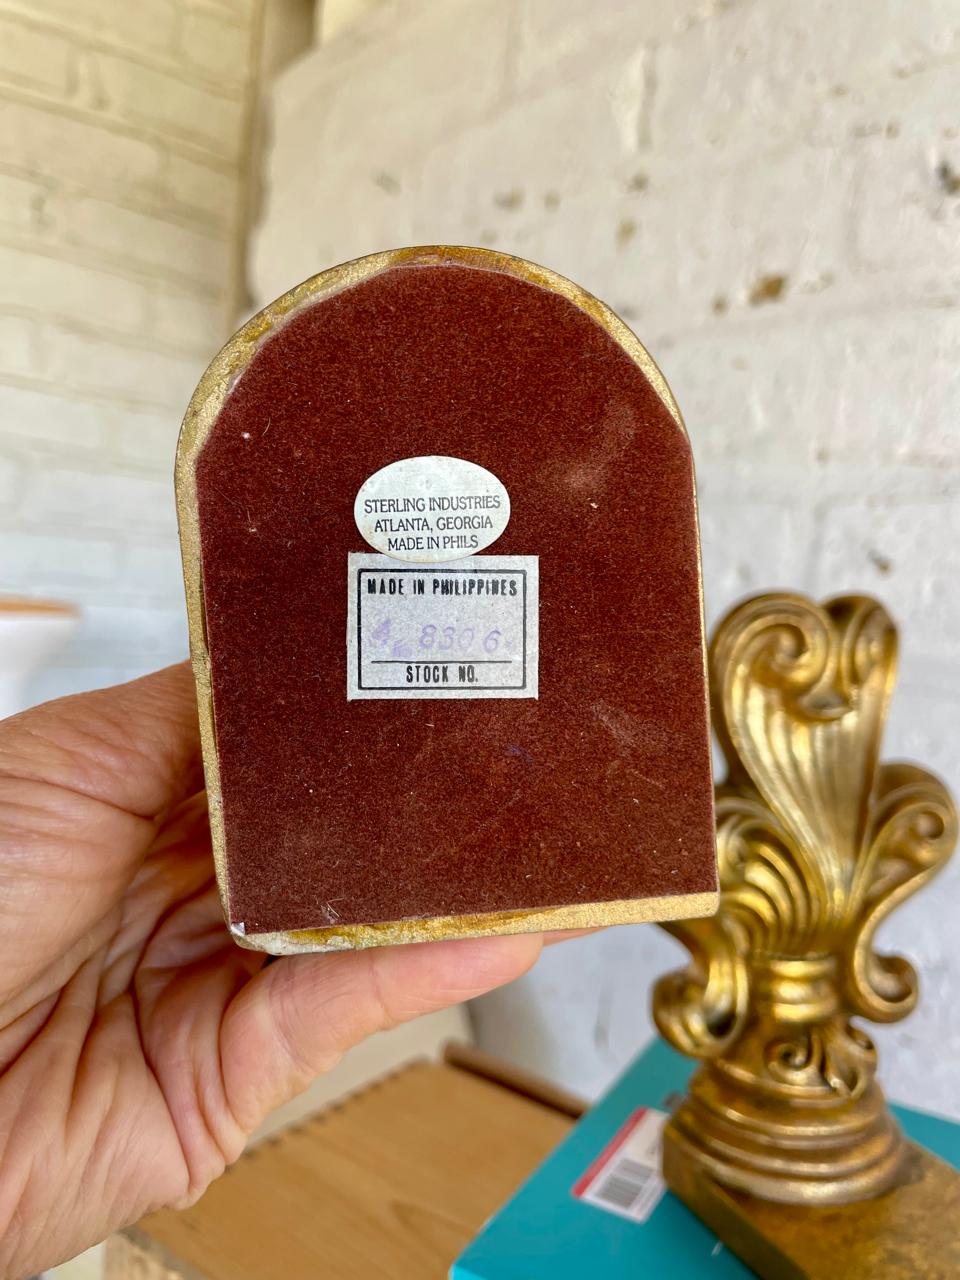 STERLING INDUSTRIES
ATLANTA, GEORGIA
MADE IN PHILS
MADE IN PHILIPPINES
8306
STOCK NO.